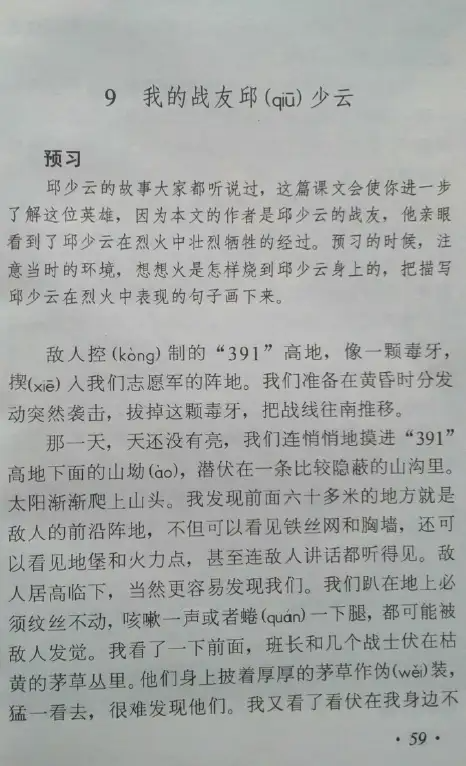 9 我的战友邱(qiū)少云
预习
邱少云的故事大家都听说过，这篇课文会使你进一步
了解这位英雄，因为本文的作者是邱少云的战友，他亲眼
看到了邱少云在烈火中壮烈牺牲的经过。预习的时候，注
意当时的环境，想想火是怎样烧到邱少云身上的，把描写
邱少云在烈火中表现的句子画下来。
敌人控(kòng)制的“391”高地，像一颗毒牙，
揳(xiē)入我们志愿军的阵地。我们准备在黄昏时分发
动突然袭击，拔掉这颗毒牙，把战线往南推移。
那一天，天还没有亮，我们连悄悄地摸进“391”
高地下面的山坳(ào)，潜伏在一条比较隐蔽的山沟里。
太阳渐渐爬上山头。我发现前面六十多米的地方就是
敌人的前沿阵地，不但可以看见铁丝网和胸墙，还可
以看见地堡和火力点，甚至连敌人讲话都听得见。敌
人居高临下，当然更容易发现我们。我们趴在地上必
须纹丝不动，咳嗽一声或者蜷(quán)一下腿，都可能被
敌人发觉。我看了一下前面，班长和几个战士伏在枯
黄的茅草丛里。他们身上披着厚厚的茅草作伪(wěi)装，
猛一看去，很难发现他们。我又看了看伏在我身边不
·59·